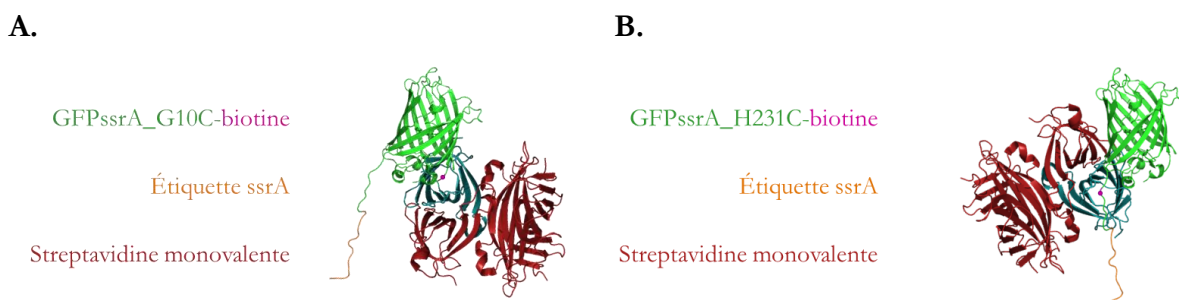 A.
GFPssrA_G10C-biotine
Étiquette ssrA
Streptavidine monovalente
B.
GFPssrA_H231C-biotine
Étiquette ssrA
Streptavidine monovalente